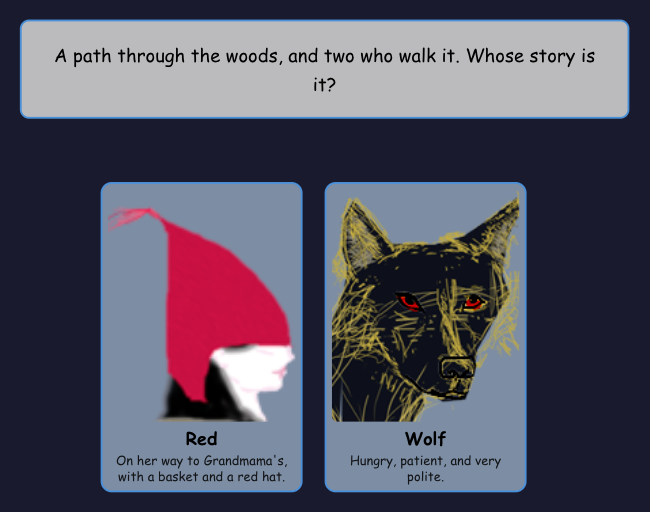 A path through the woods, and two who walk it. Whose story is
it?
Red
On her way to Grandmama's,
with a basket and a red hat.
Wolf
Hungry, patient, and very
polite.